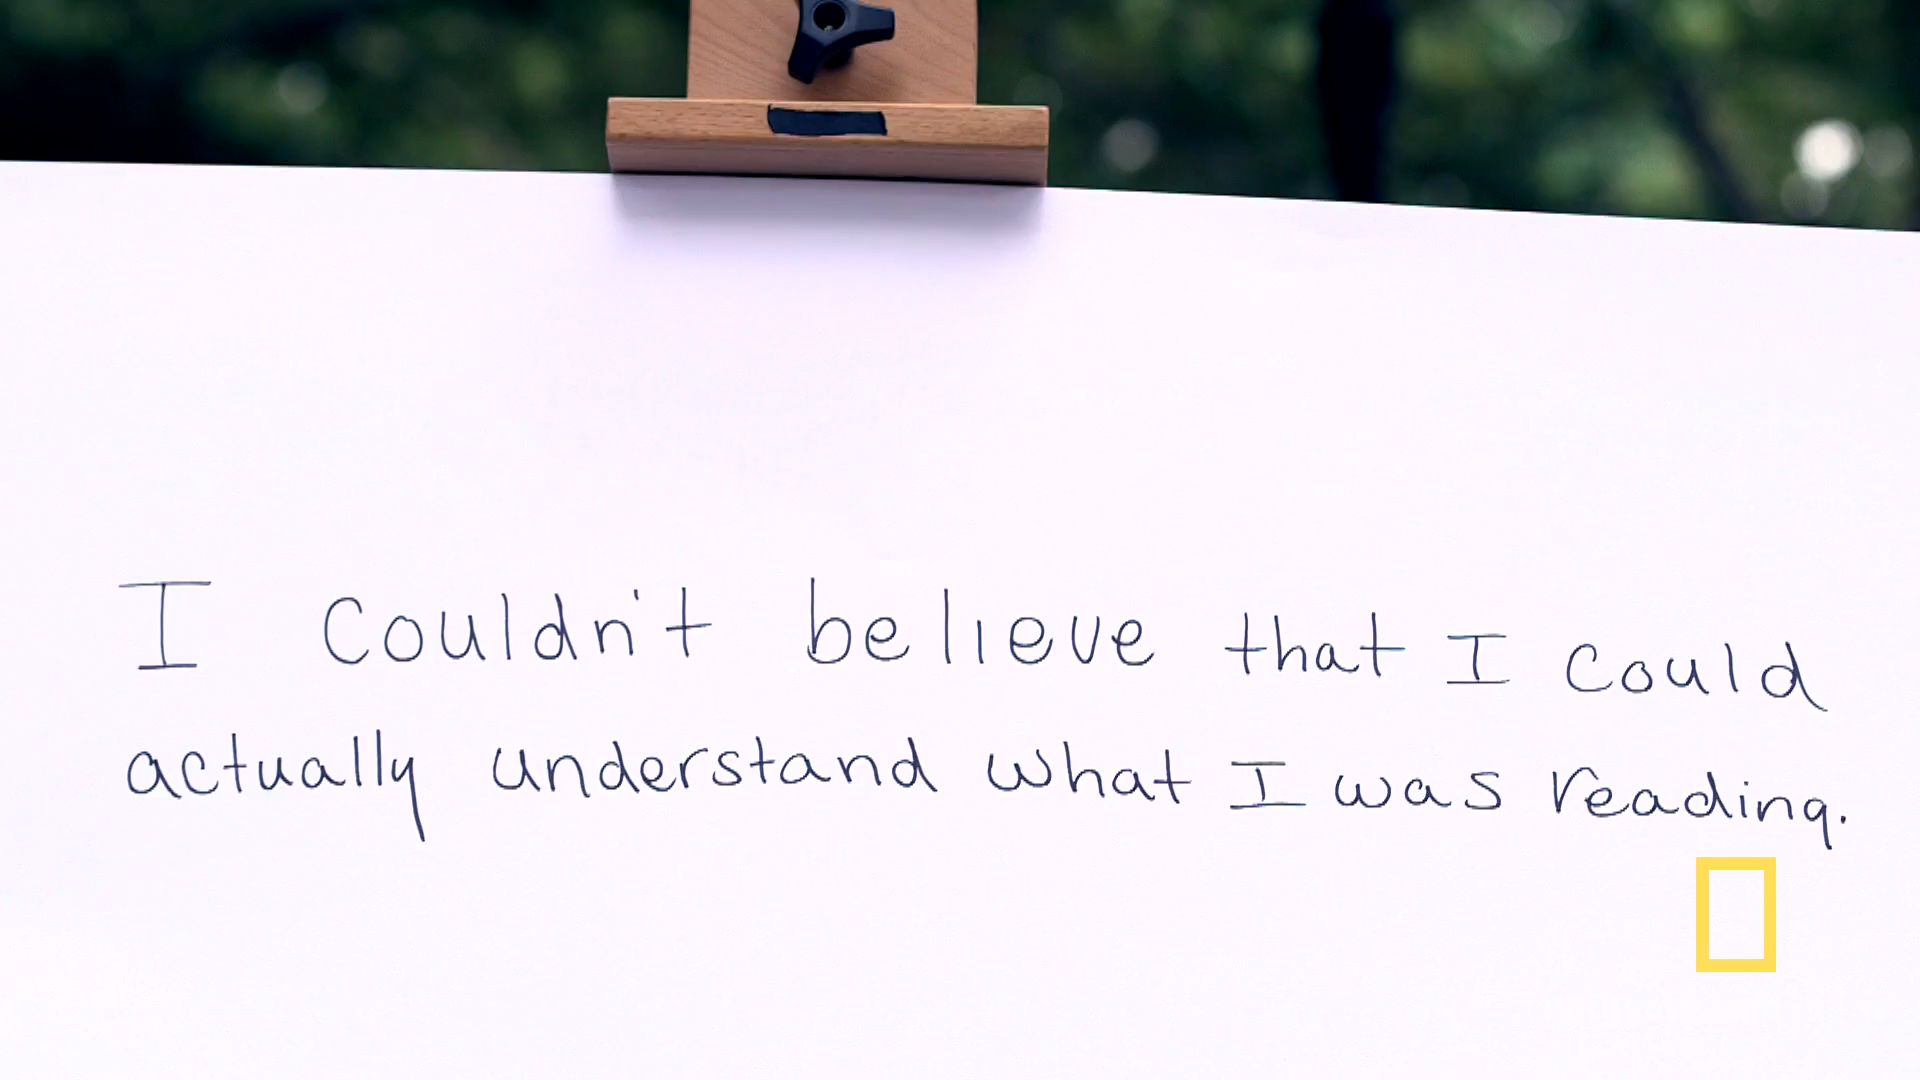 I couldn't believe that I could
actually understand what I was reading.